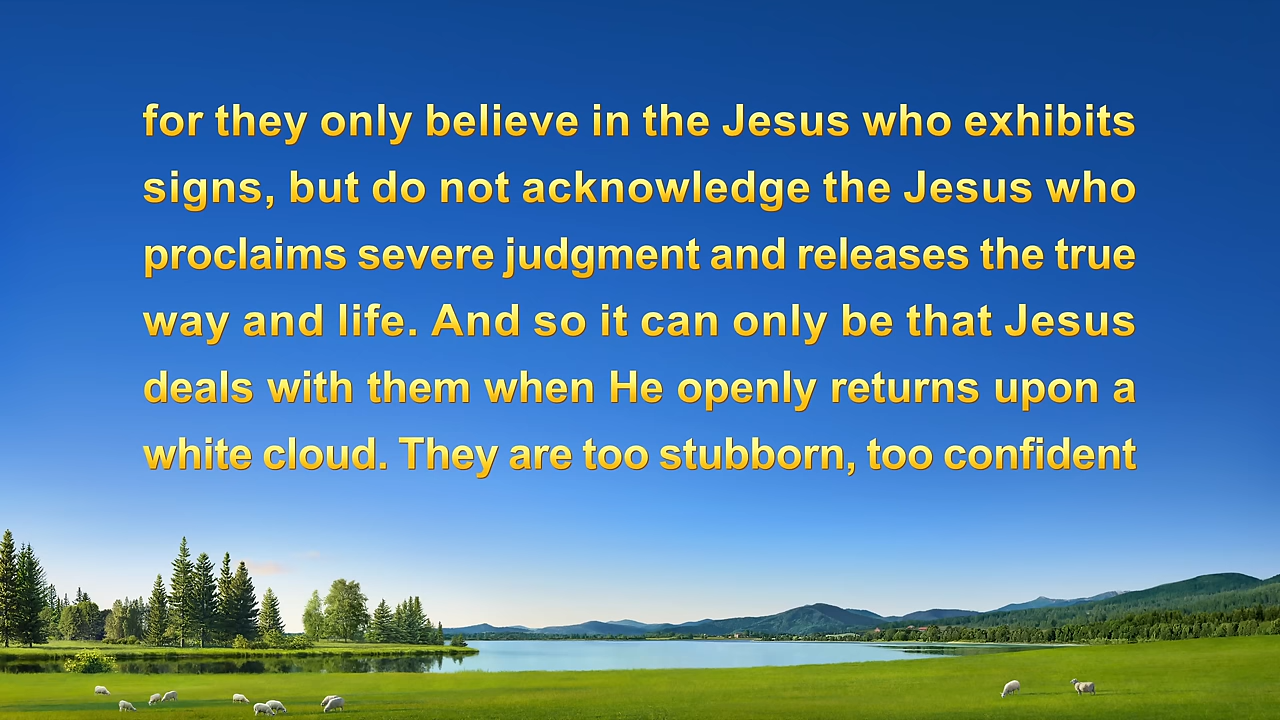 for they only believe in the Jesus who exhibits
signs, but do not acknowledge the Jesus who
proclaims severe judgment and releases the true
way and life. And so it can only be that Jesus
deals with them when He openly returns upon a
white cloud. They are too stubborn, too confident